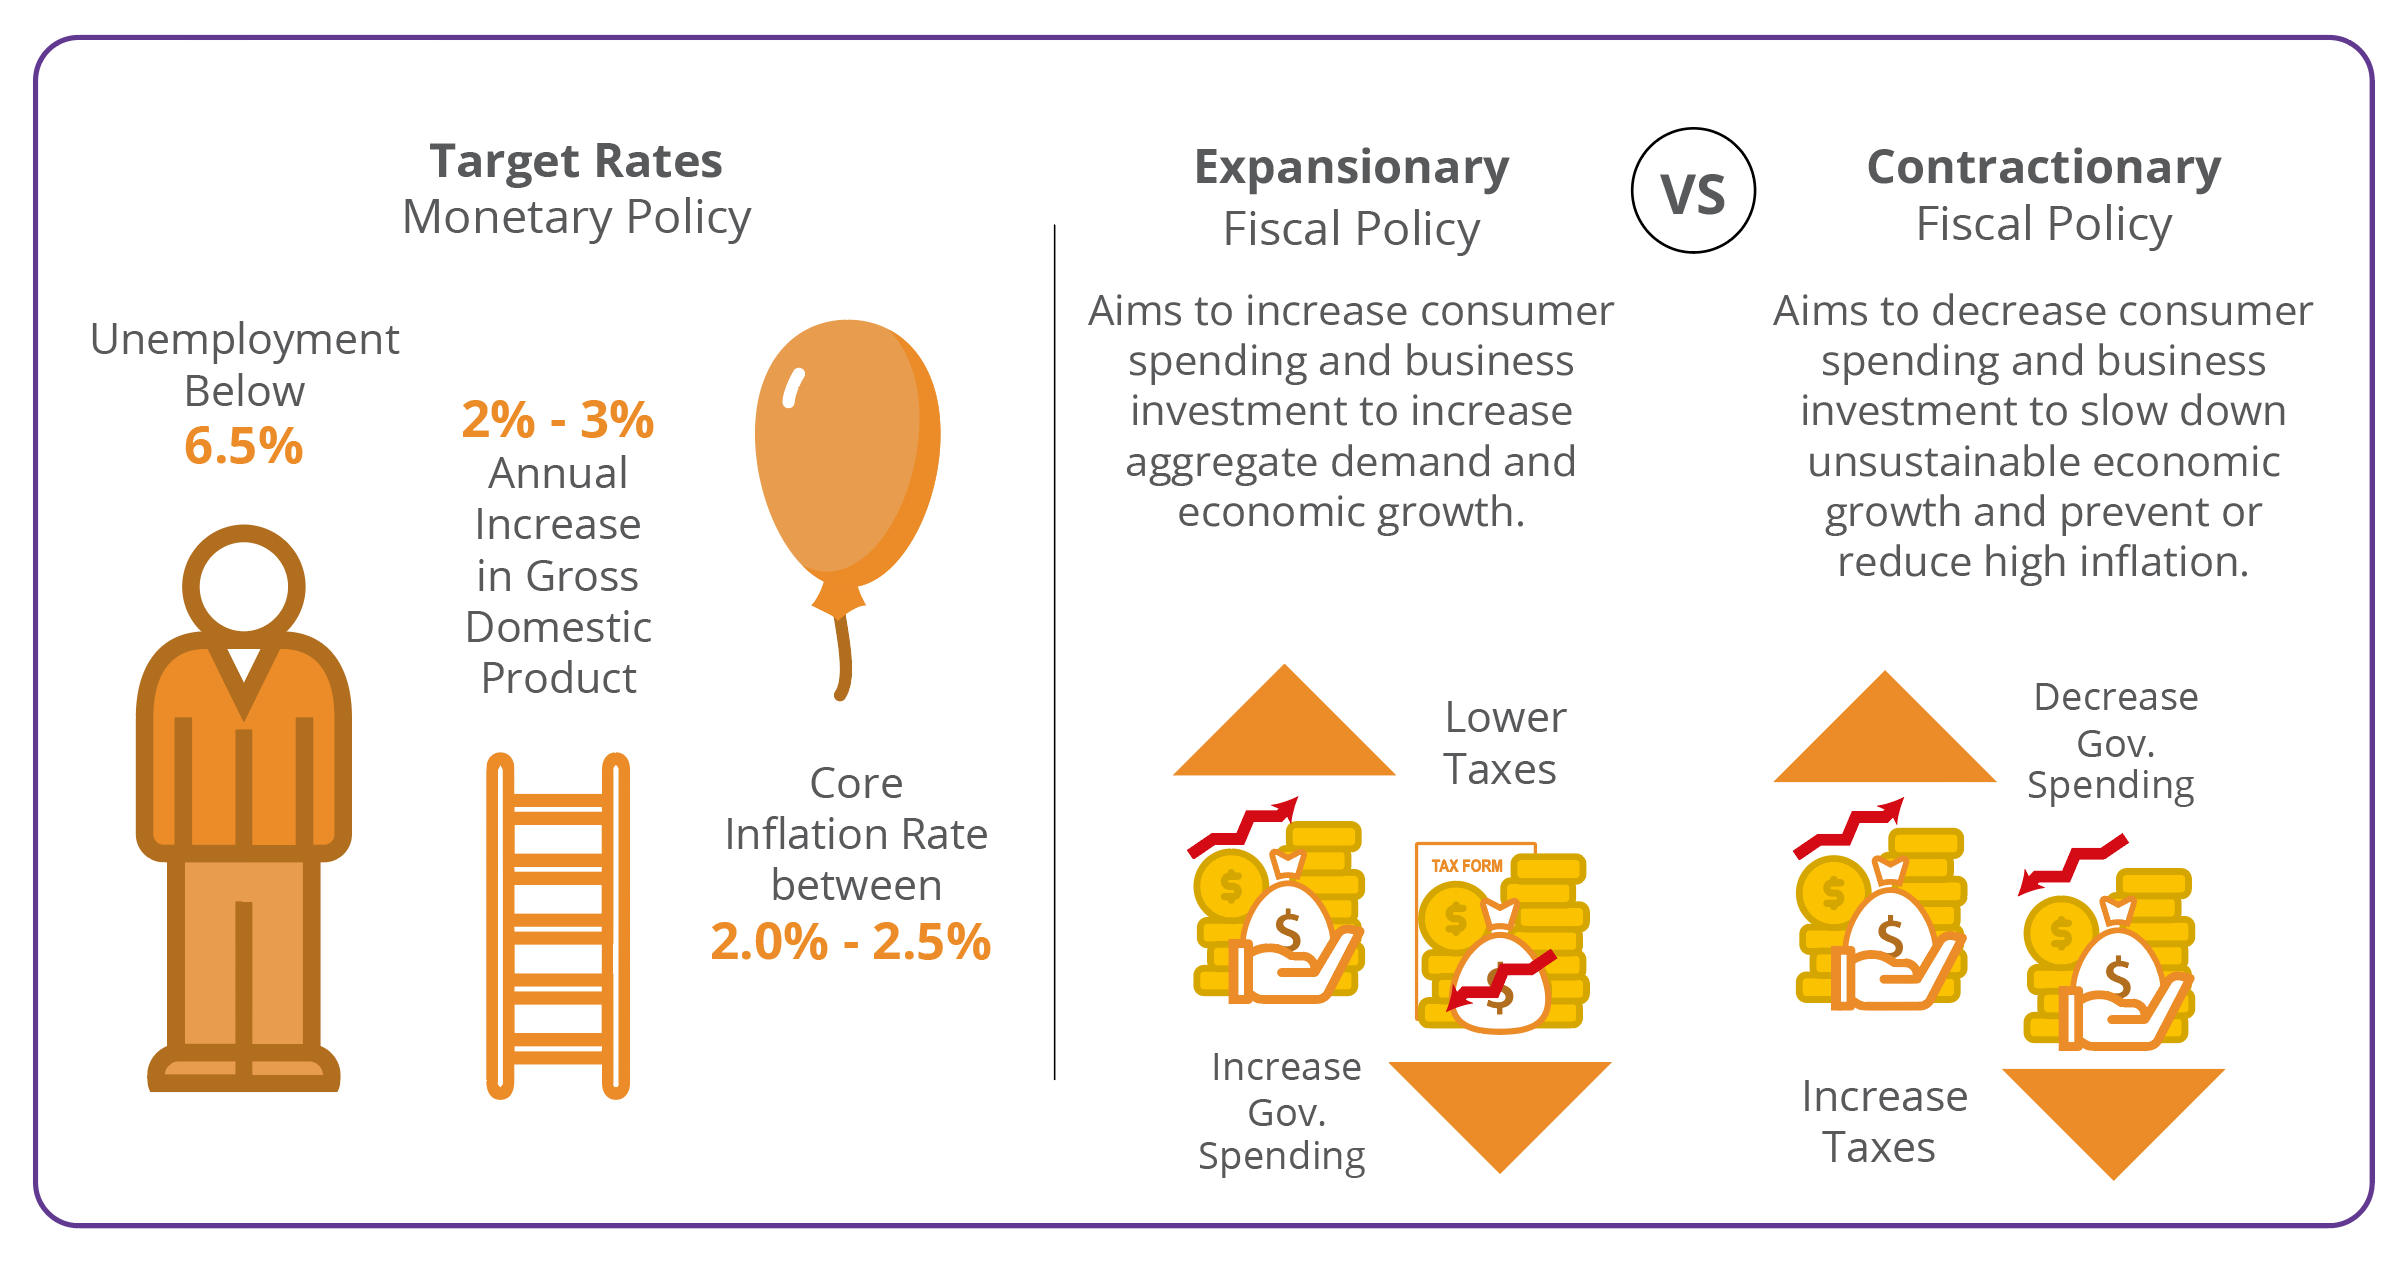 Target Rates
Monetary Policy
Unemployment
Below
6.5%
2% - 3%
Annual
Increase
in Gross
Domestic
Product
Core
Inflation Rate
between
2.0% - 2.5%
Expansionary
Fiscal Policy
Aims to increase consumer
spending and business
investment to increase
aggregate demand and
economic growth.
$
$
Increase
Gov.
Spending
Lower
Taxes
TAX FORM
$
$
VS
Contractionary
Fiscal Policy
Aims to decrease consumer
spending and business
investment to slow down
unsustainable economic
growth and prevent or
reduce high inflation.
$
$
Increase
Taxes
Decrease
Gov.
Spending
$
$